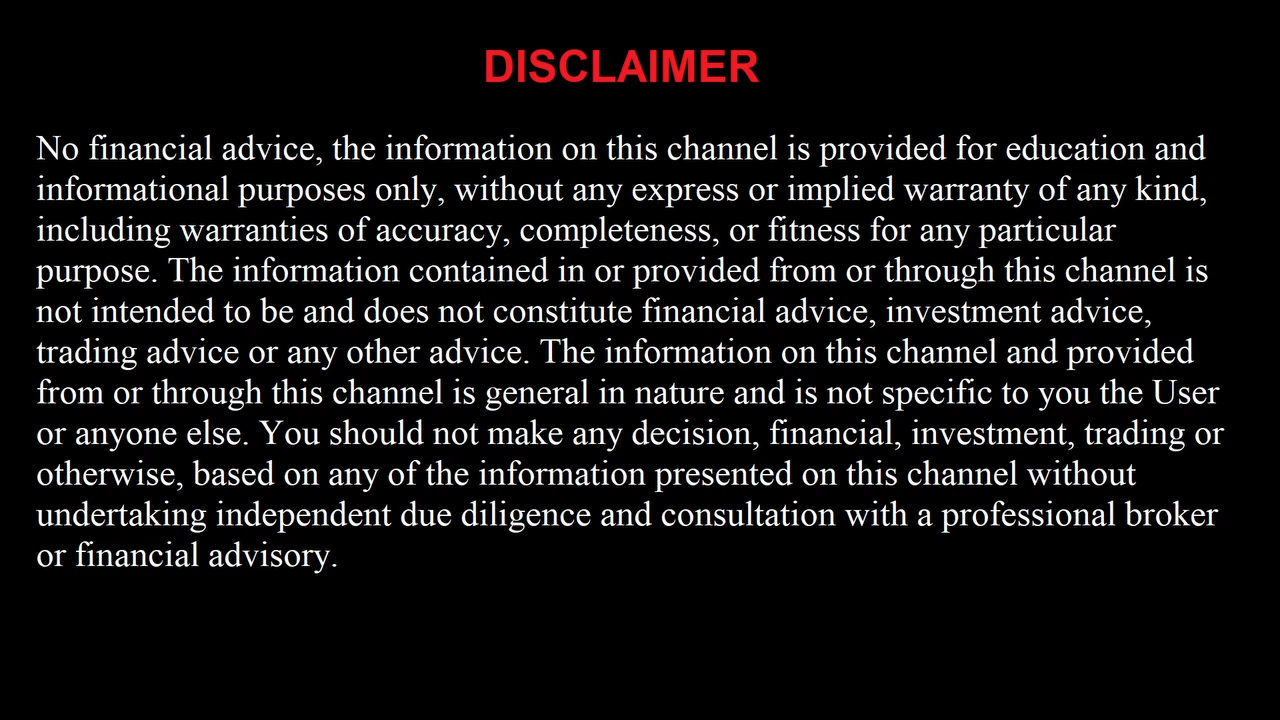 DISCLAIMER
No financial advice, the information on this channel is provided for education and
informational purposes only, without any express or implied warranty of any kind,
including warranties of accuracy, completeness, or fitness for any particular
purpose. The information contained in or provided from or through this channel is
not intended to be and does not constitute financial advice, investment advice,
trading advice or any other advice. The information on this channel and provided
from or through this channel is general in nature and is not specific to you the User
or anyone else. You should not make any decision, financial, investment, trading or
otherwise, based on any of the information presented on this channel without
undertaking independent due diligence and consultation with a professional broker
or financial advisory.